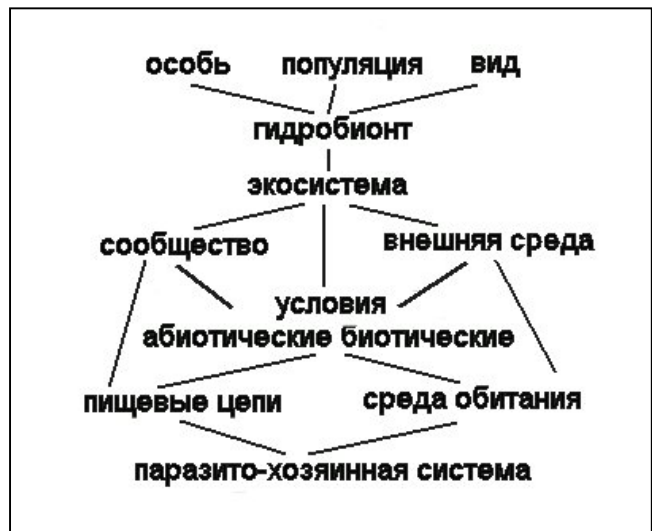 особь популяция вид
гидробионт
экосистема
сообщество внешняя среда
условия
абиотические биотические
пищевые цепи среда обитания
паразито-хозяинная система